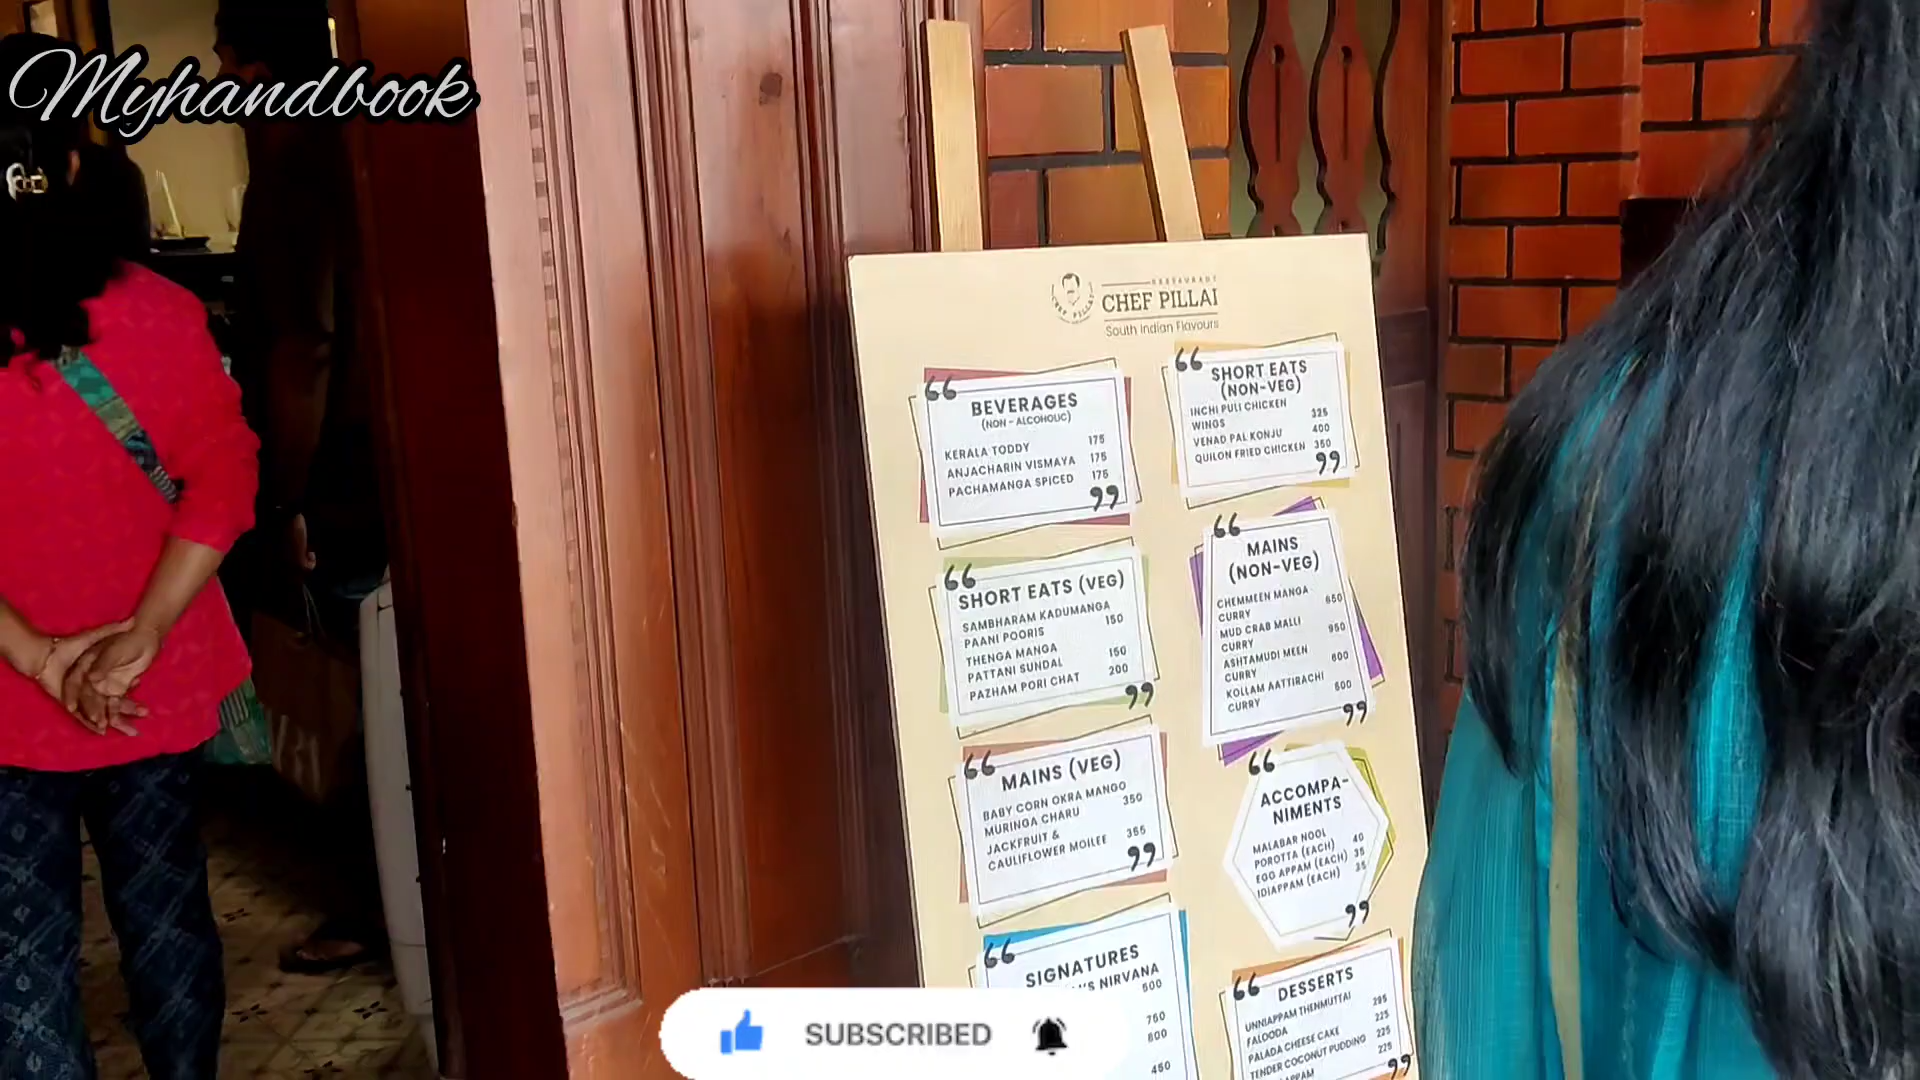 Myhandbook
RESTAURANT
CHEF PILLAI
South Indian Flavours
BEVERAGES
(NON - ALCOHOLIC)
KERALA TODDY 175
ANJACHARIN VISMAYA 175
PACHAMANGA SPICED 175
SHORT EATS (VEG)
SAMBHARAM KADUMANGA
PAANI POORIS 150
THENGA MANGA
PATTANI SUNDAL 150
PAZHAM PORI CHAT 200
MAINS (VEG)
BABY CORN OKRA MANGO
MURINGA CHARU 350
JACKFRUIT &
CAULIFLOWER MOILEE 355
SIGNATURES
'S NIRVANA
500
750
600
450
SHORT EATS
(NON-VEG)
INCHI PULI CHICKEN
WINGS 325
VENAD PAL KONJU 400
QUILON FRIED CHICKEN 350
MAINS
(NON-VEG)
CHEMMEEN MANGA
CURRY 650
MUD CRAB MALLI
CURRY 950
ASHTAMUDI MEEN
CURRY 600
KOLLAM AATTIRACHI
CURRY 600
ACCOMPA-
NIMENTS
MALABAR NOOL
POROTTA (EACH) 40
EGG APPAM (EACH) 35
IDIAPPAM (EACH) 35
DESSERTS
UNNIAPPAM THENMUTTAI
FALOODA 295
PALADA CHEESE CAKE 225
TENDER COCONUT PUDDING 225
APPAM 225
SUBSCRIBED